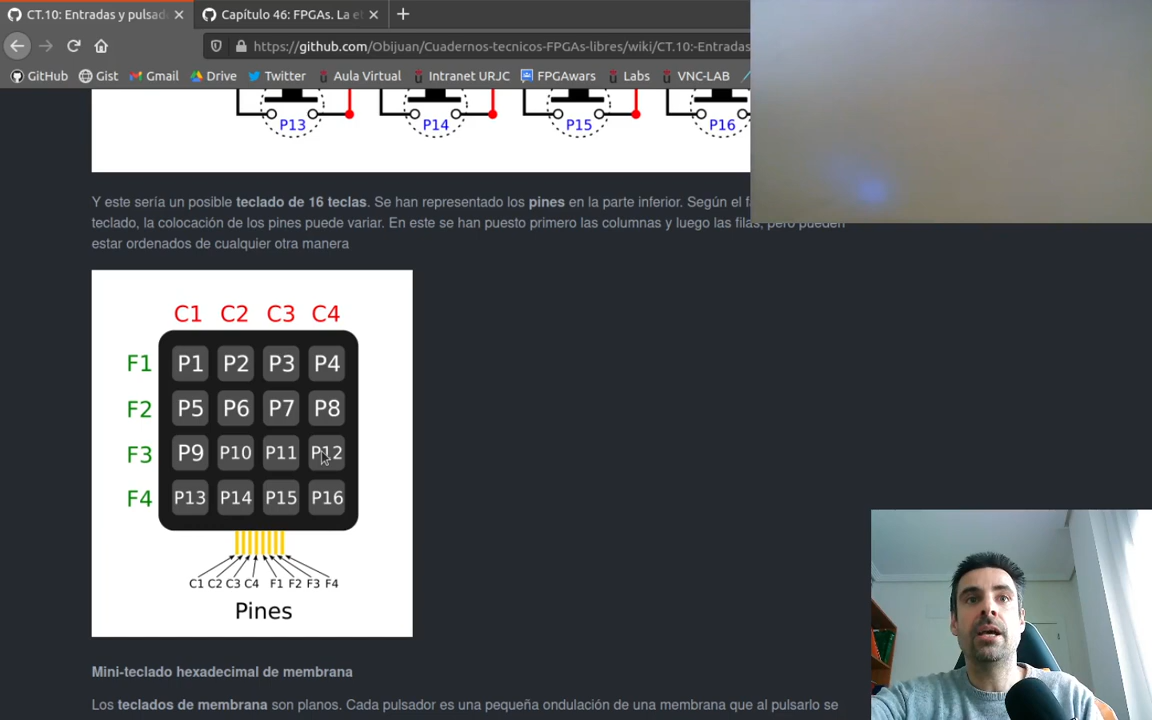 CT.10: Entradas y pulsad
Capítulo 46: FPGAs. La e
https://github.com/Obijuan/Cuadernos-tecnicos-FPGAs-libres/wiki/CT.10:-Entradas
GitHub Gist Gmail Drive Twitter Aula Virtual Intranet URJC FPGAwars Labs VNC-LAB
P13 P14 P15 P16
Y este sería un posible teclado de 16 teclas. Se han representado los pines en la parte inferior. Según el
teclado, la colocación de los pines puede variar. En este se han puesto primero las columnas y luego las filas, pero pueden
estar ordenados de cualquier otra manera
C1 C2 C3 C4
F1 P1 P2 P3 P4
F2 P5 P6 P7 P8
F3 P9 P10 P11 P12
F4 P13 P14 P15 P16
C1 C2 C3 C4 F1 F2 F3 F4
Pines
Mini-teclado hexadecimal de membrana
Los teclados de membrana son planos. Cada pulsador es una pequeña ondulación de una membrana que al pulsarlo se